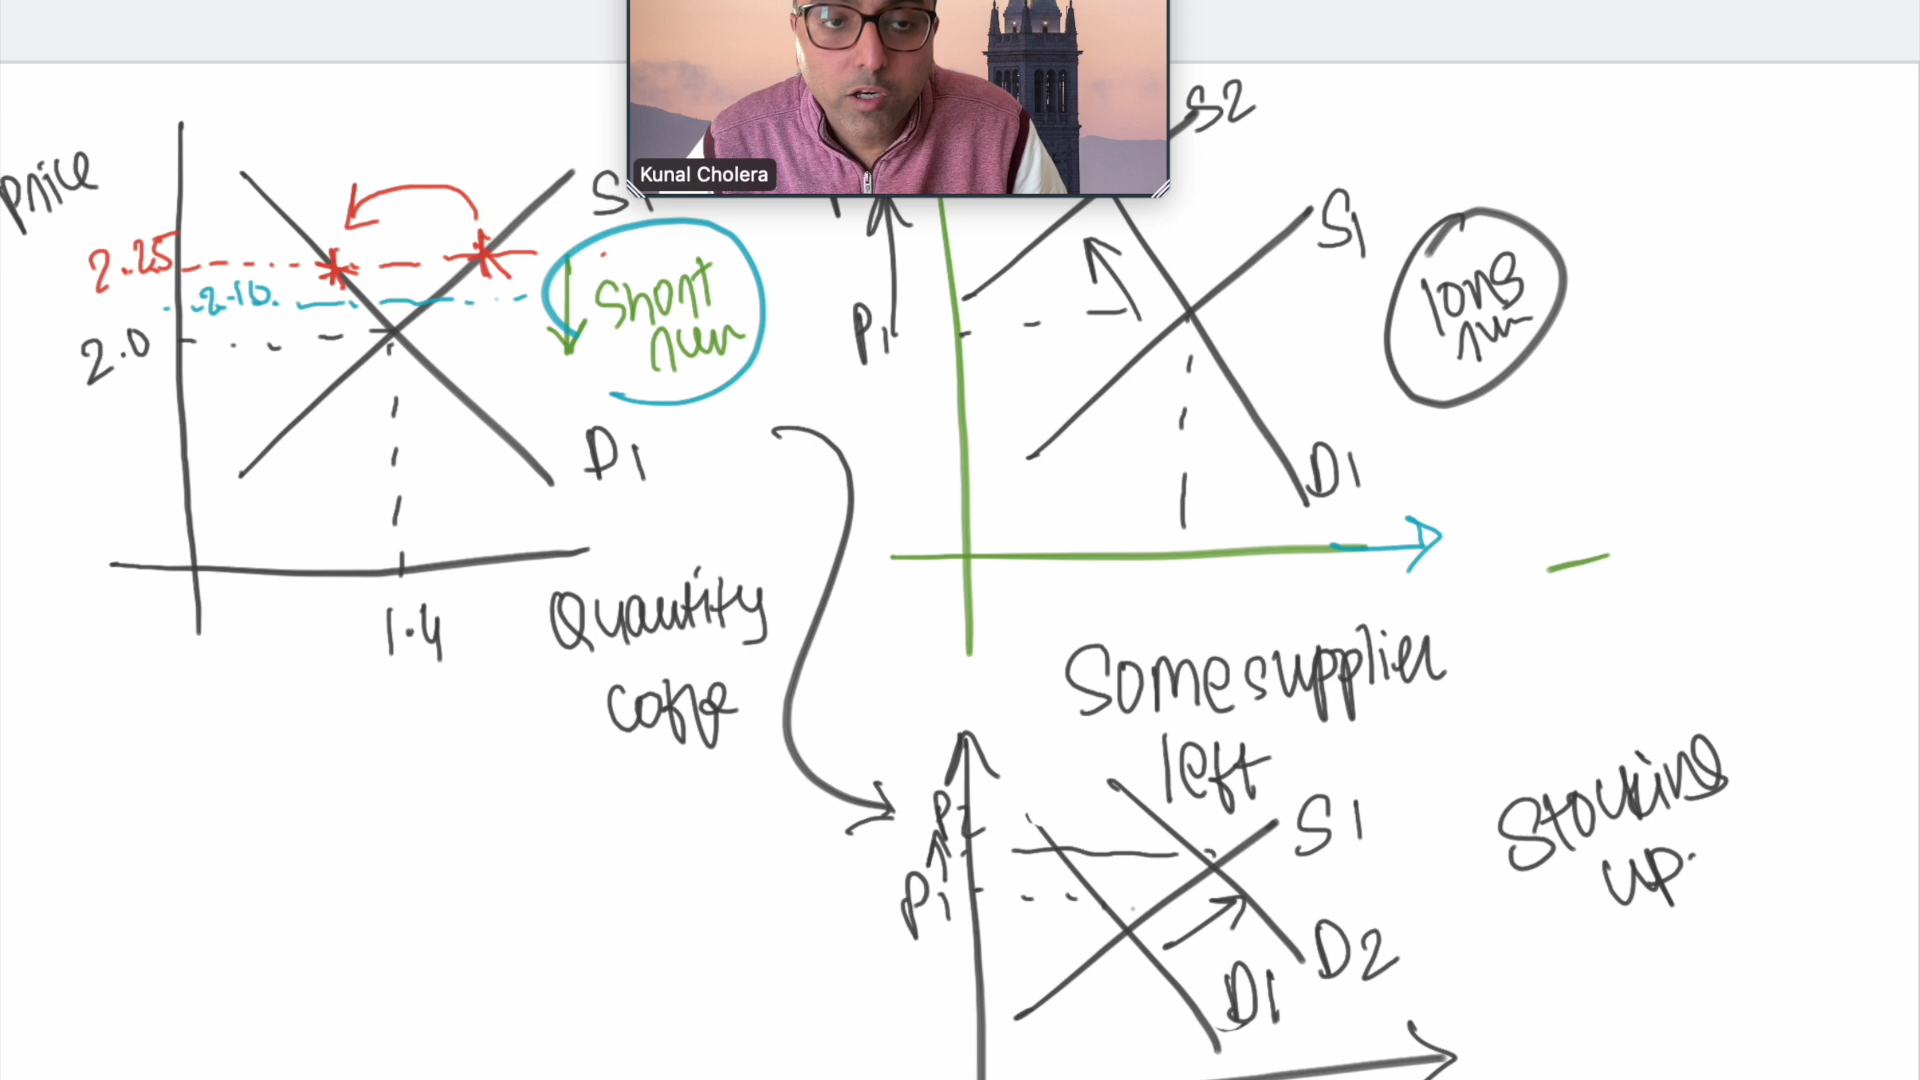 Kunal Cholera
Price
2.25
2.10
2.0
S1
Short
run
D1
1.4
Quantity
coffe
S2
S1
P1
long
run
D1
Some supplier
left
P2
P1
S1
D2
D1
Stocking
up.